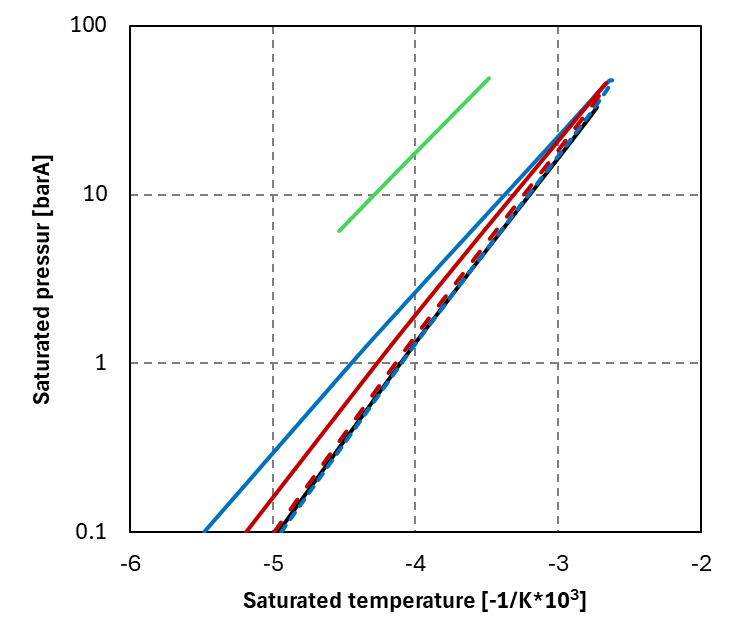 100
10
1
0.1
Saturated pressur [barA]
-6 -5 -4 -3 -2
Saturated temperature [-1/K*10³]